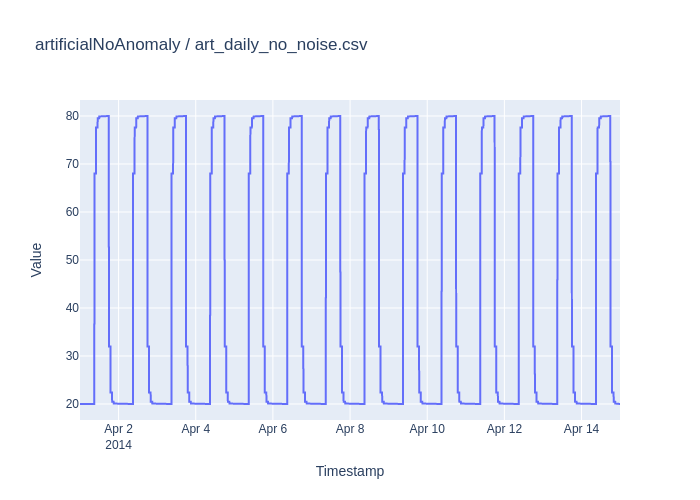 artificialNoAnomaly / art_daily_no_noise.csv
80
70
60
50
40
30
20
Value
Apr 2
2014
Apr 4
Apr 6
Apr 8
Apr 10
Apr 12
Apr 14
Timestamp